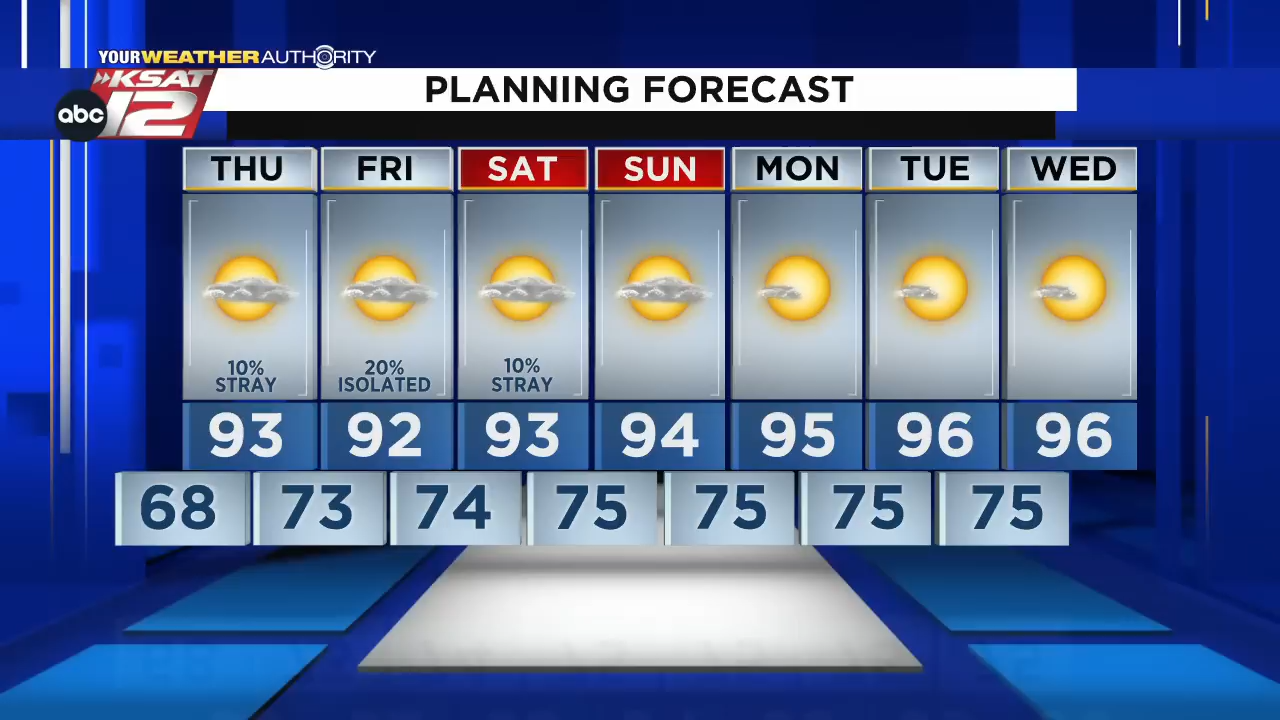 YOURWEATHERAUTHORITY
KSAT
abc 12
PLANNING FORECAST
THU FRI SAT SUN MON TUE WED
10% 20% 10%
STRAY ISOLATED STRAY
93 92 93 94 95 96 96
68 73 74 75 75 75 75